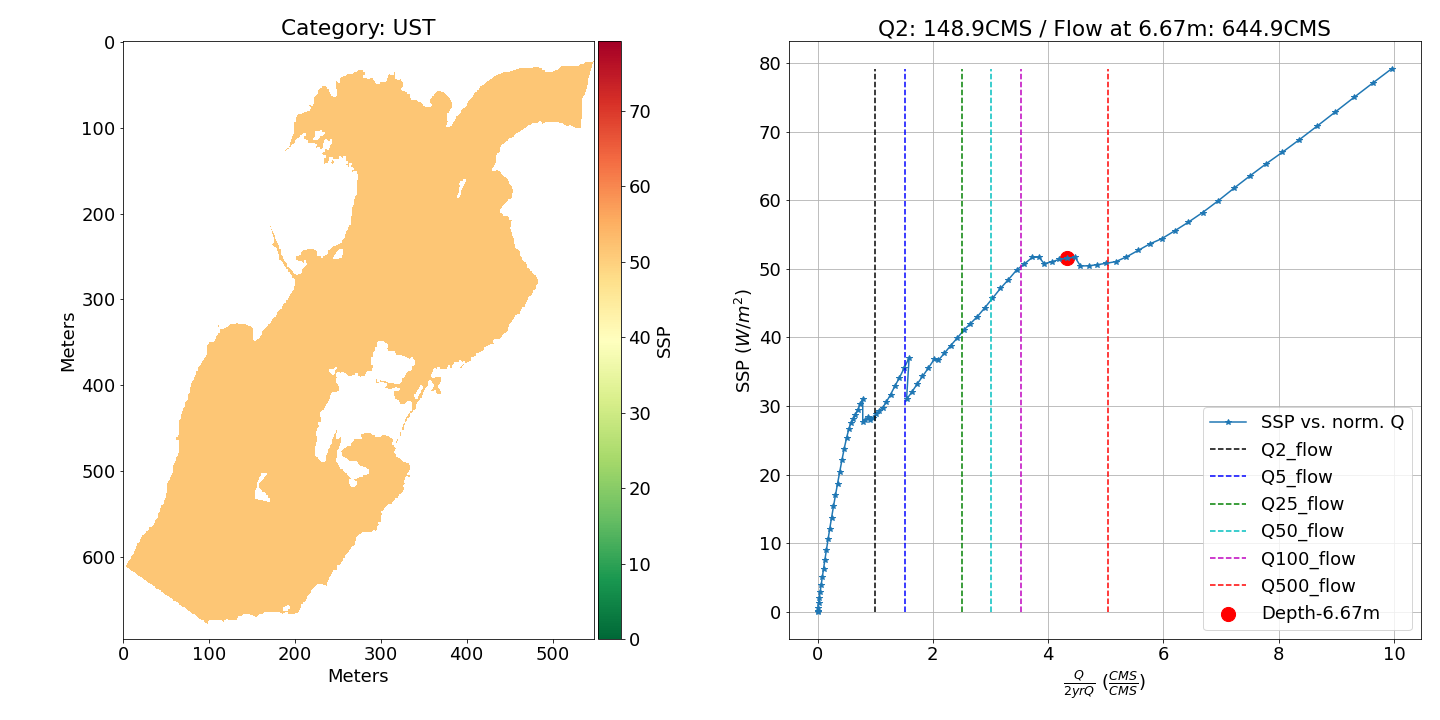 Category: UST
Q2: 148.9CMS / Flow at 6.67m: 644.9CMS
0
100
200
300
400
500
600
Meters
0
100
200
300
400
500
Meters
70
60
50
40
30
20
10
0
SSP
80
70
60
50
40
30
20
10
0
SSP (W/m²)
0
2
4
6
8
10
Q/2yrQ (CMS/CMS)
SSP vs. norm. Q
Q2_flow
Q5_flow
Q25_flow
Q50_flow
Q100_flow
Q500_flow
Depth-6.67m